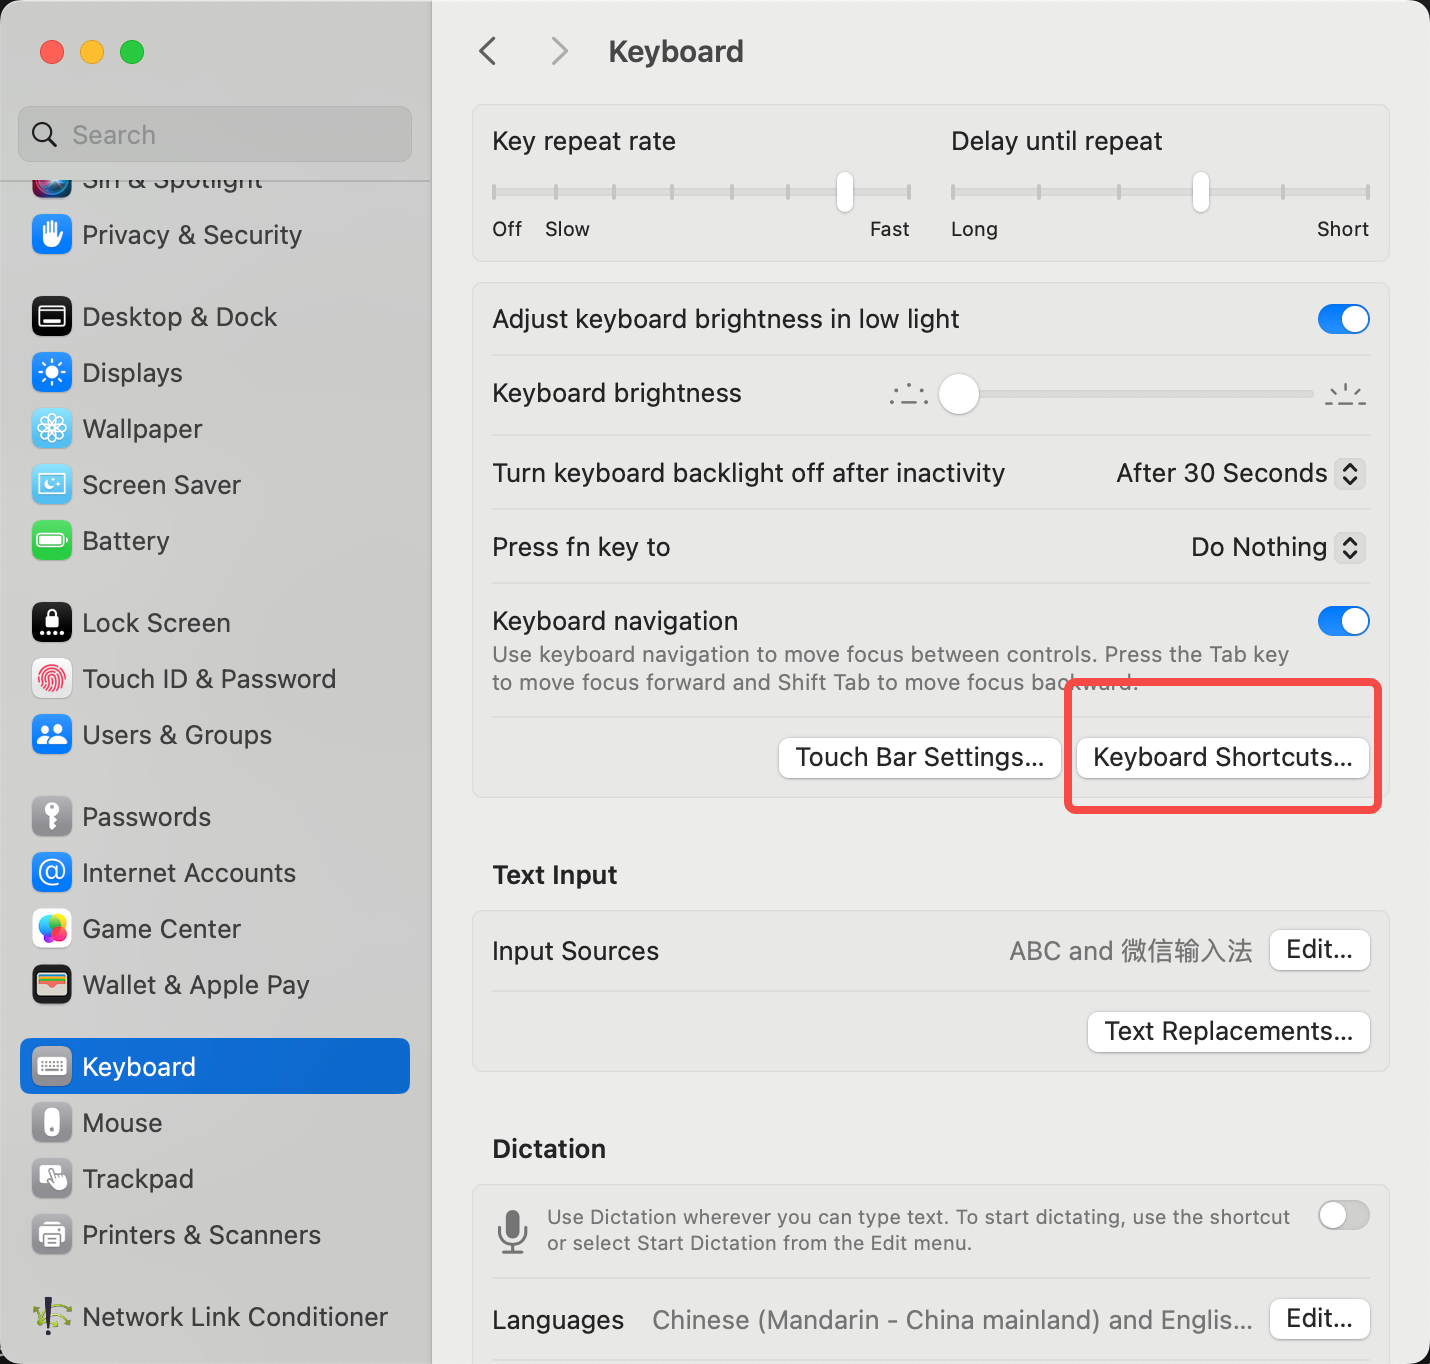 Search
Siri & Spotlight
Privacy & Security
Desktop & Dock
Displays
Wallpaper
Screen Saver
Battery
Lock Screen
Touch ID & Password
Users & Groups
Passwords
Internet Accounts
Game Center
Wallet & Apple Pay
Keyboard
Mouse
Trackpad
Printers & Scanners
Network Link Conditioner
Keyboard
Key repeat rate
Off Slow Fast
Delay until repeat
Long Short
Adjust keyboard brightness in low light
Keyboard brightness
Turn keyboard backlight off after inactivity After 30 Seconds
Press fn key to Do Nothing
Keyboard navigation
Use keyboard navigation to move focus between controls. Press the Tab key
to move focus forward and Shift Tab to move focus backward.
Touch Bar Settings... Keyboard Shortcuts...
Text Input
Input Sources ABC and 微信输入法 Edit...
Text Replacements...
Dictation
Use Dictation wherever you can type text. To start dictating, use the shortcut
or select Start Dictation from the Edit menu.
Languages Chinese (Mandarin - China mainland) and Englis... Edit...